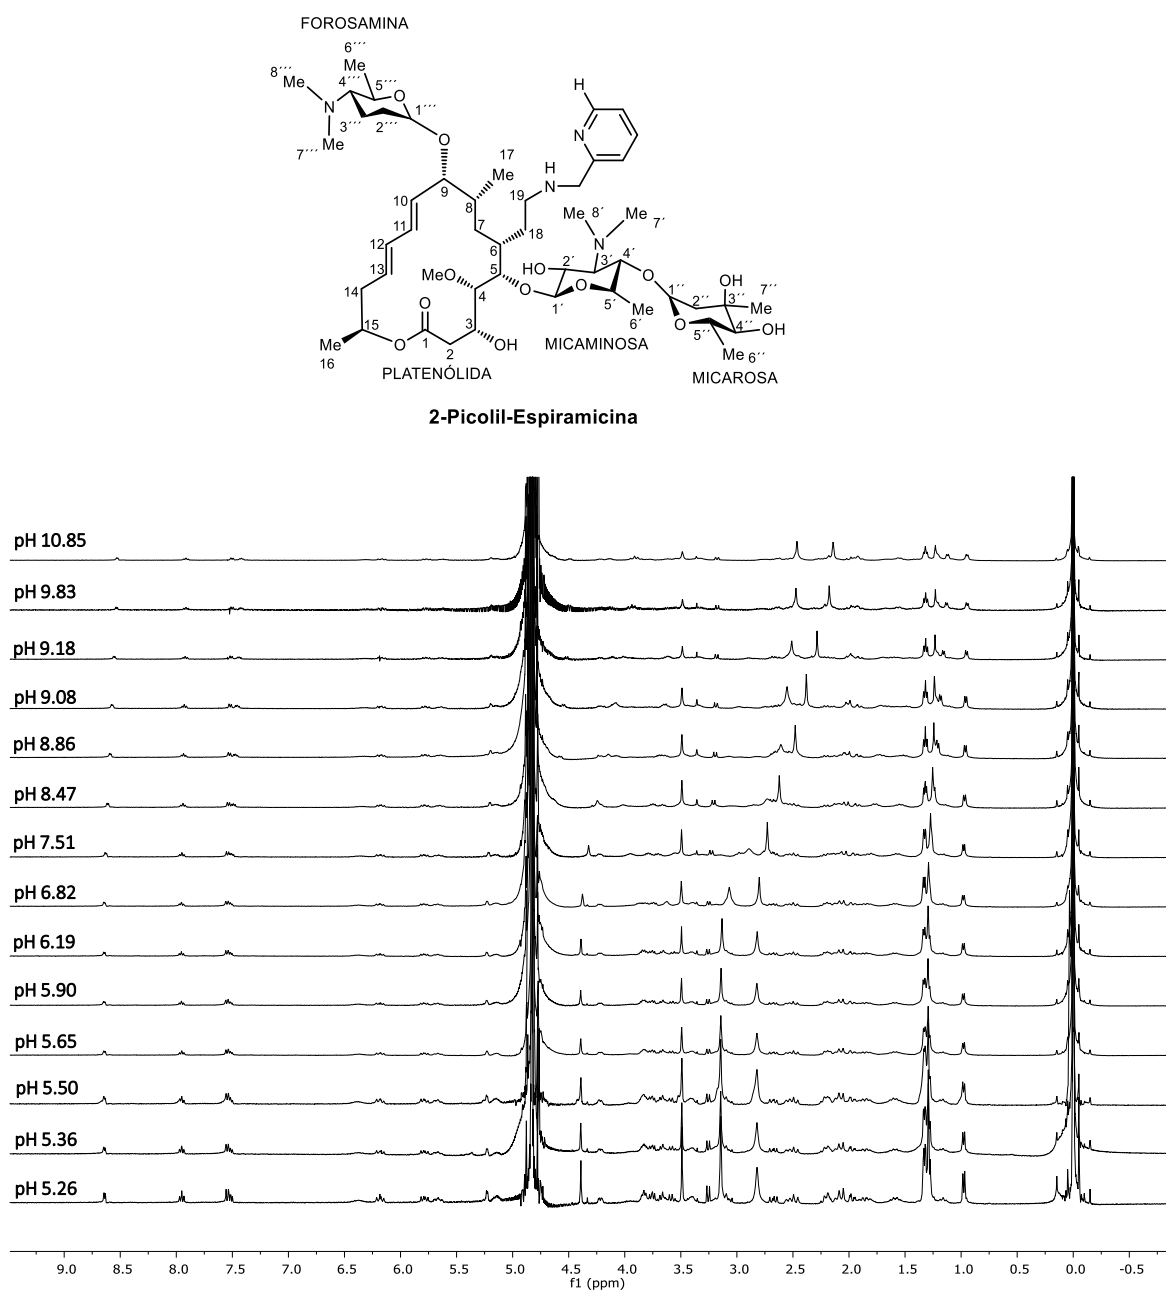 FOROSAMINA
6´´´
Me
8´´´
Me
4´´´
5´´´
O
H
N
1´´´
3´´´
2´´´
7´´´
Me
O
N
17
Me
H
N
10
9
8
19
11
7
18
Me
8´
Me
7´
12
6
N
13
5
HO
2´
3´
4´
O
OH
14
MeO
4
O
O
1´´
2´´
3´´
7´´
Me
O
3
1´
5´
Me
6´
O
4´´
OH
15
1
5´´
Me
O
2
OH
MICAMINOSA
Me
6´´
16
PLATENÓLIDA
MICAROSA
2-Picolil-Espiramicina
pH 10.85
pH 9.83
pH 9.18
pH 9.08
pH 8.86
pH 8.47
pH 7.51
pH 6.82
pH 6.19
pH 5.90
pH 5.65
pH 5.50
pH 5.36
pH 5.26
9.0 8.5 8.0 7.5 7.0 6.5 6.0 5.5 5.0 4.5 4.0 3.5 3.0 2.5 2.0 1.5 1.0 0.5 0.0 -0.5
f1 (ppm)